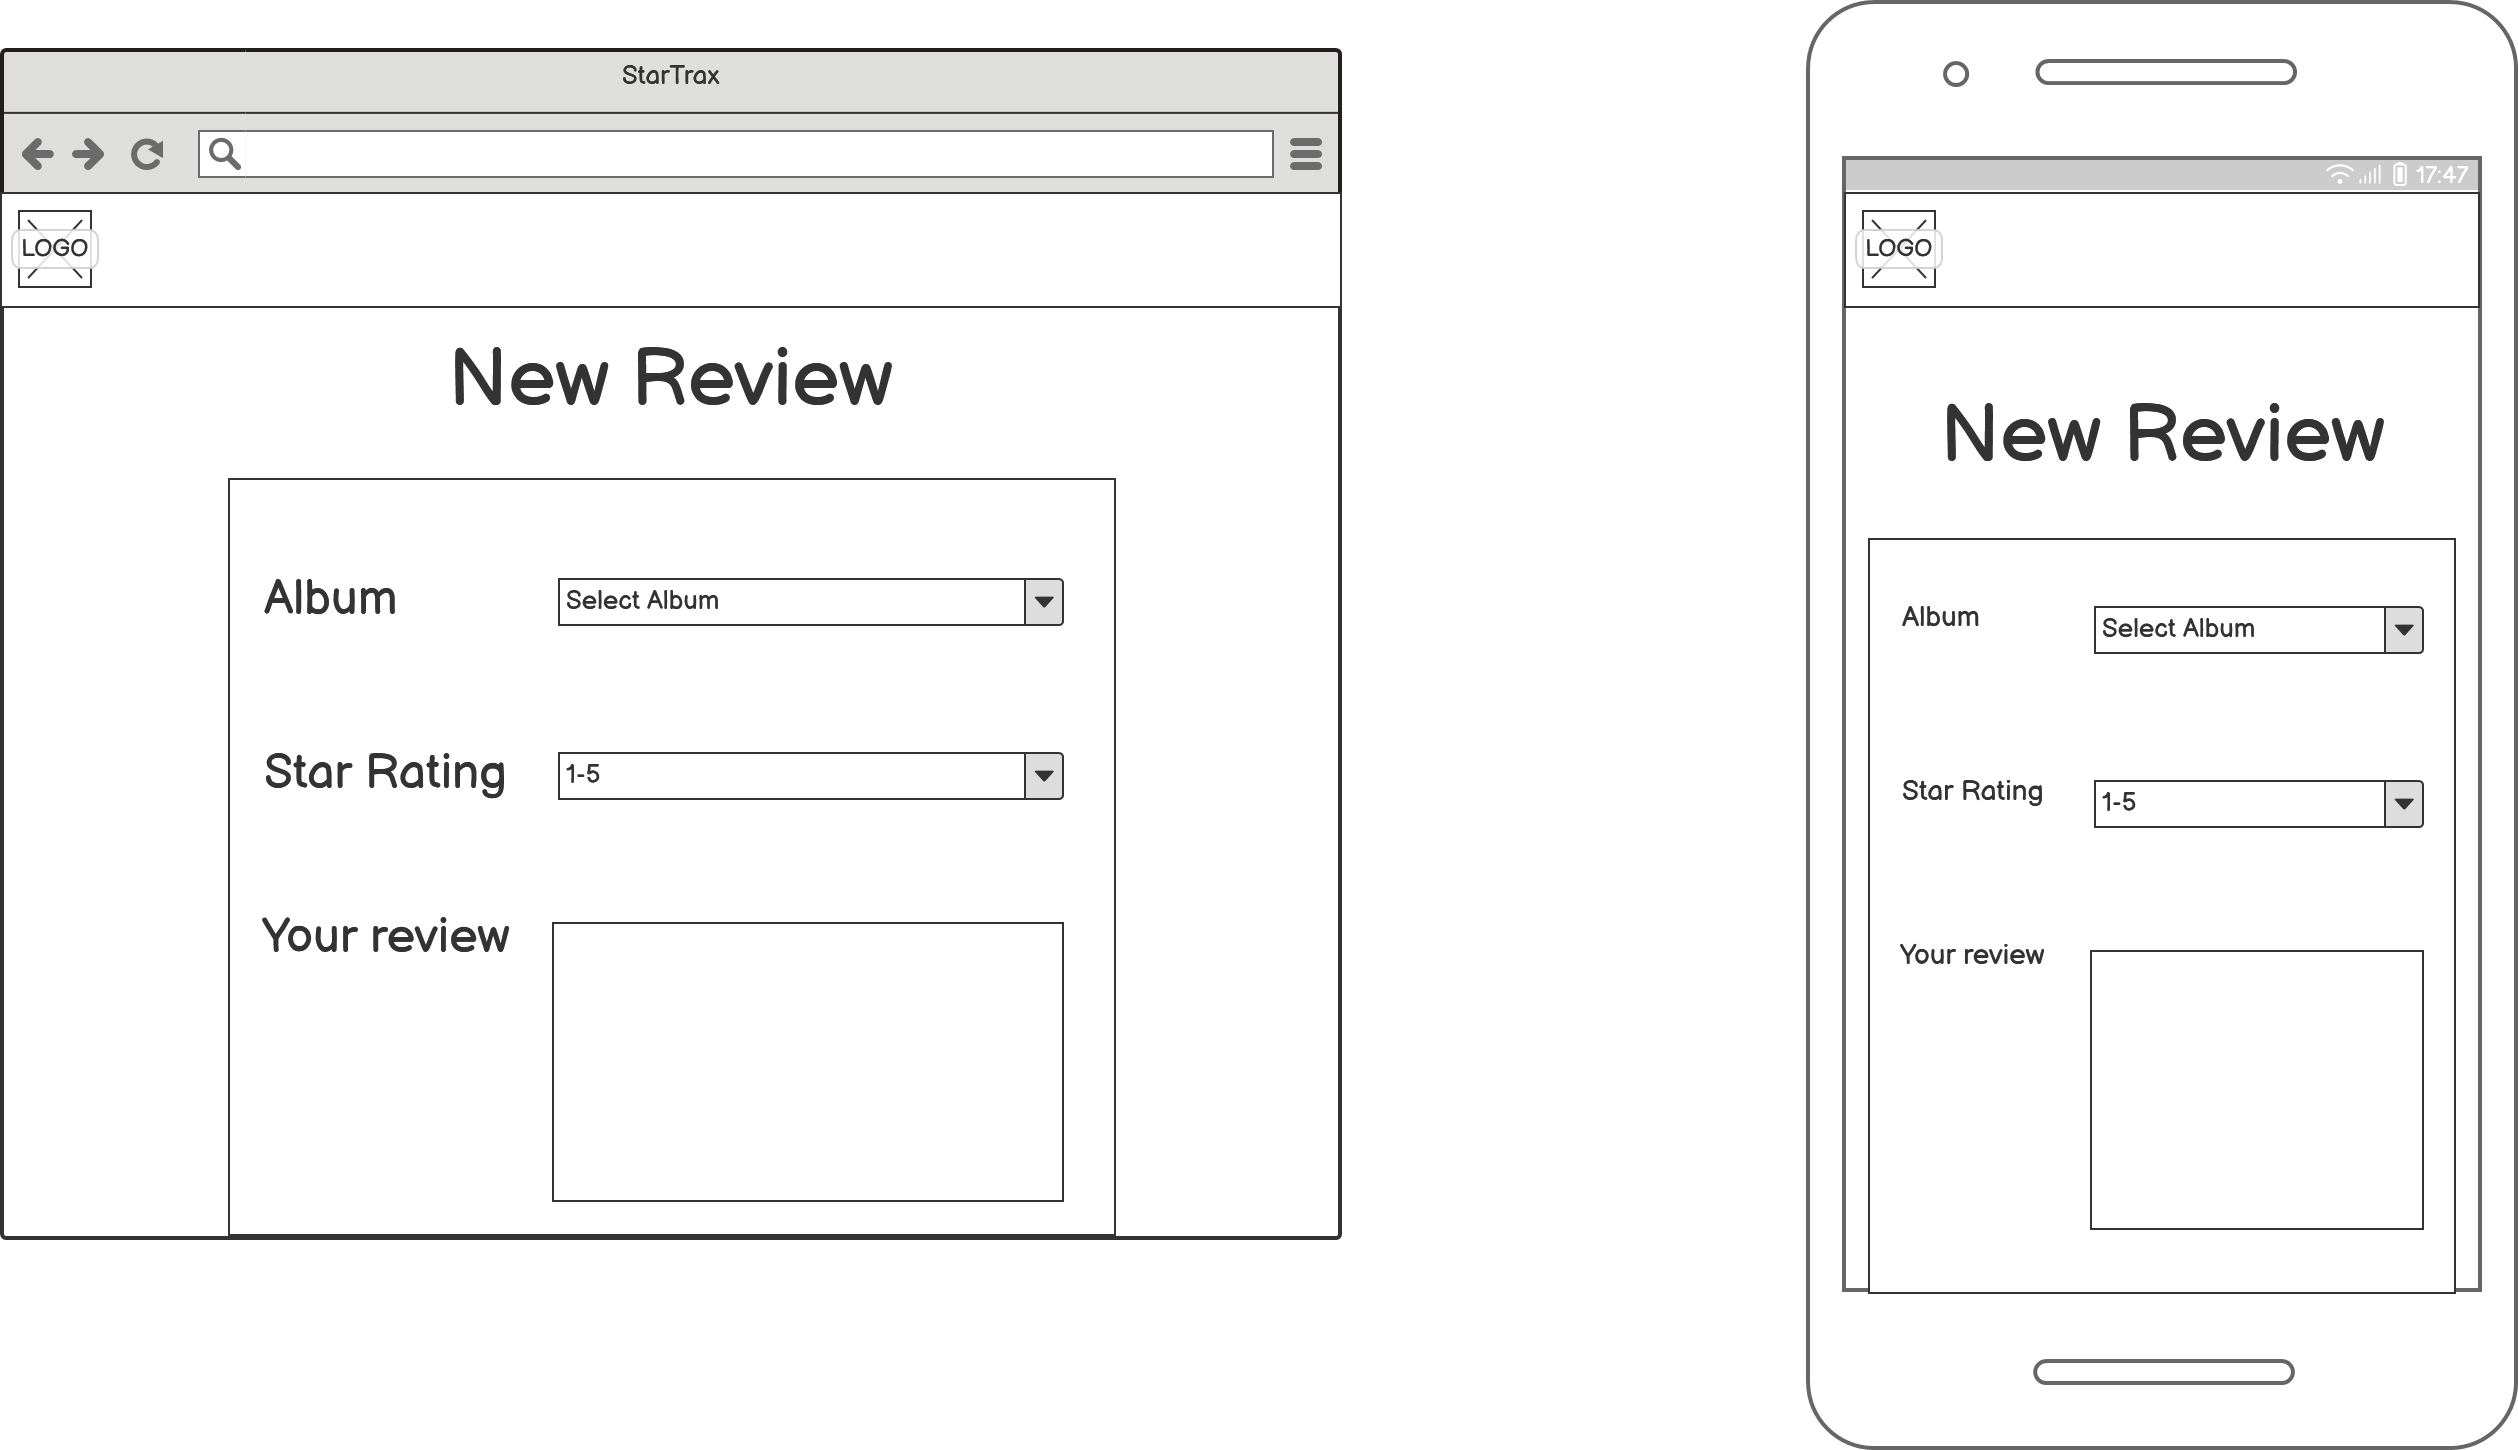 StarTrax
LOGO
New Review
Album
Select Album
Star Rating
1-5
Your review
17:47
LOGO
New Review
Album
Select Album
Star Rating
1-5
Your review